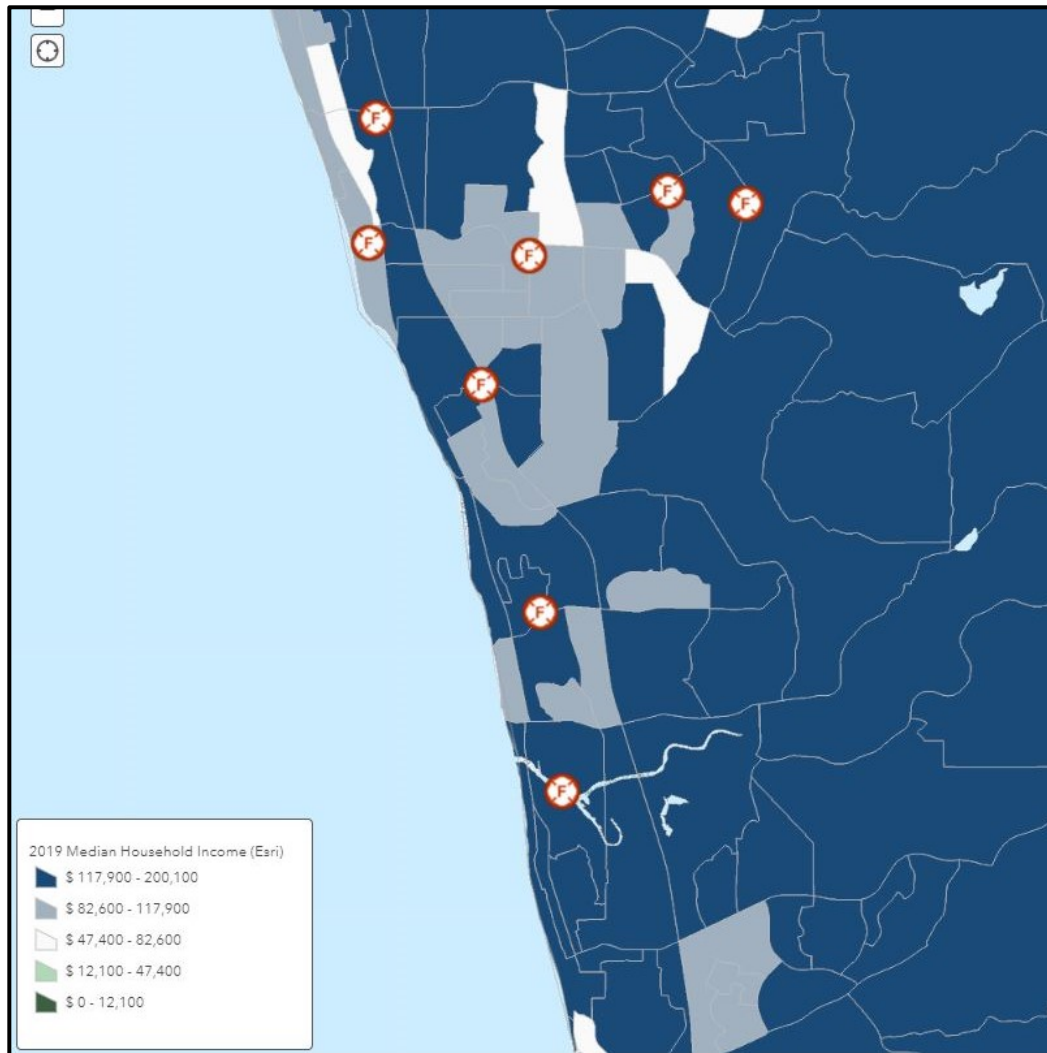 F
F
F
F
F
F
F
F
2019 Median Household Income (Esri)
$ 117,900 - 200,100
$ 82,600 - 117,900
$ 47,400 - 82,600
$ 12,100 - 47,400
$ 0 - 12,100